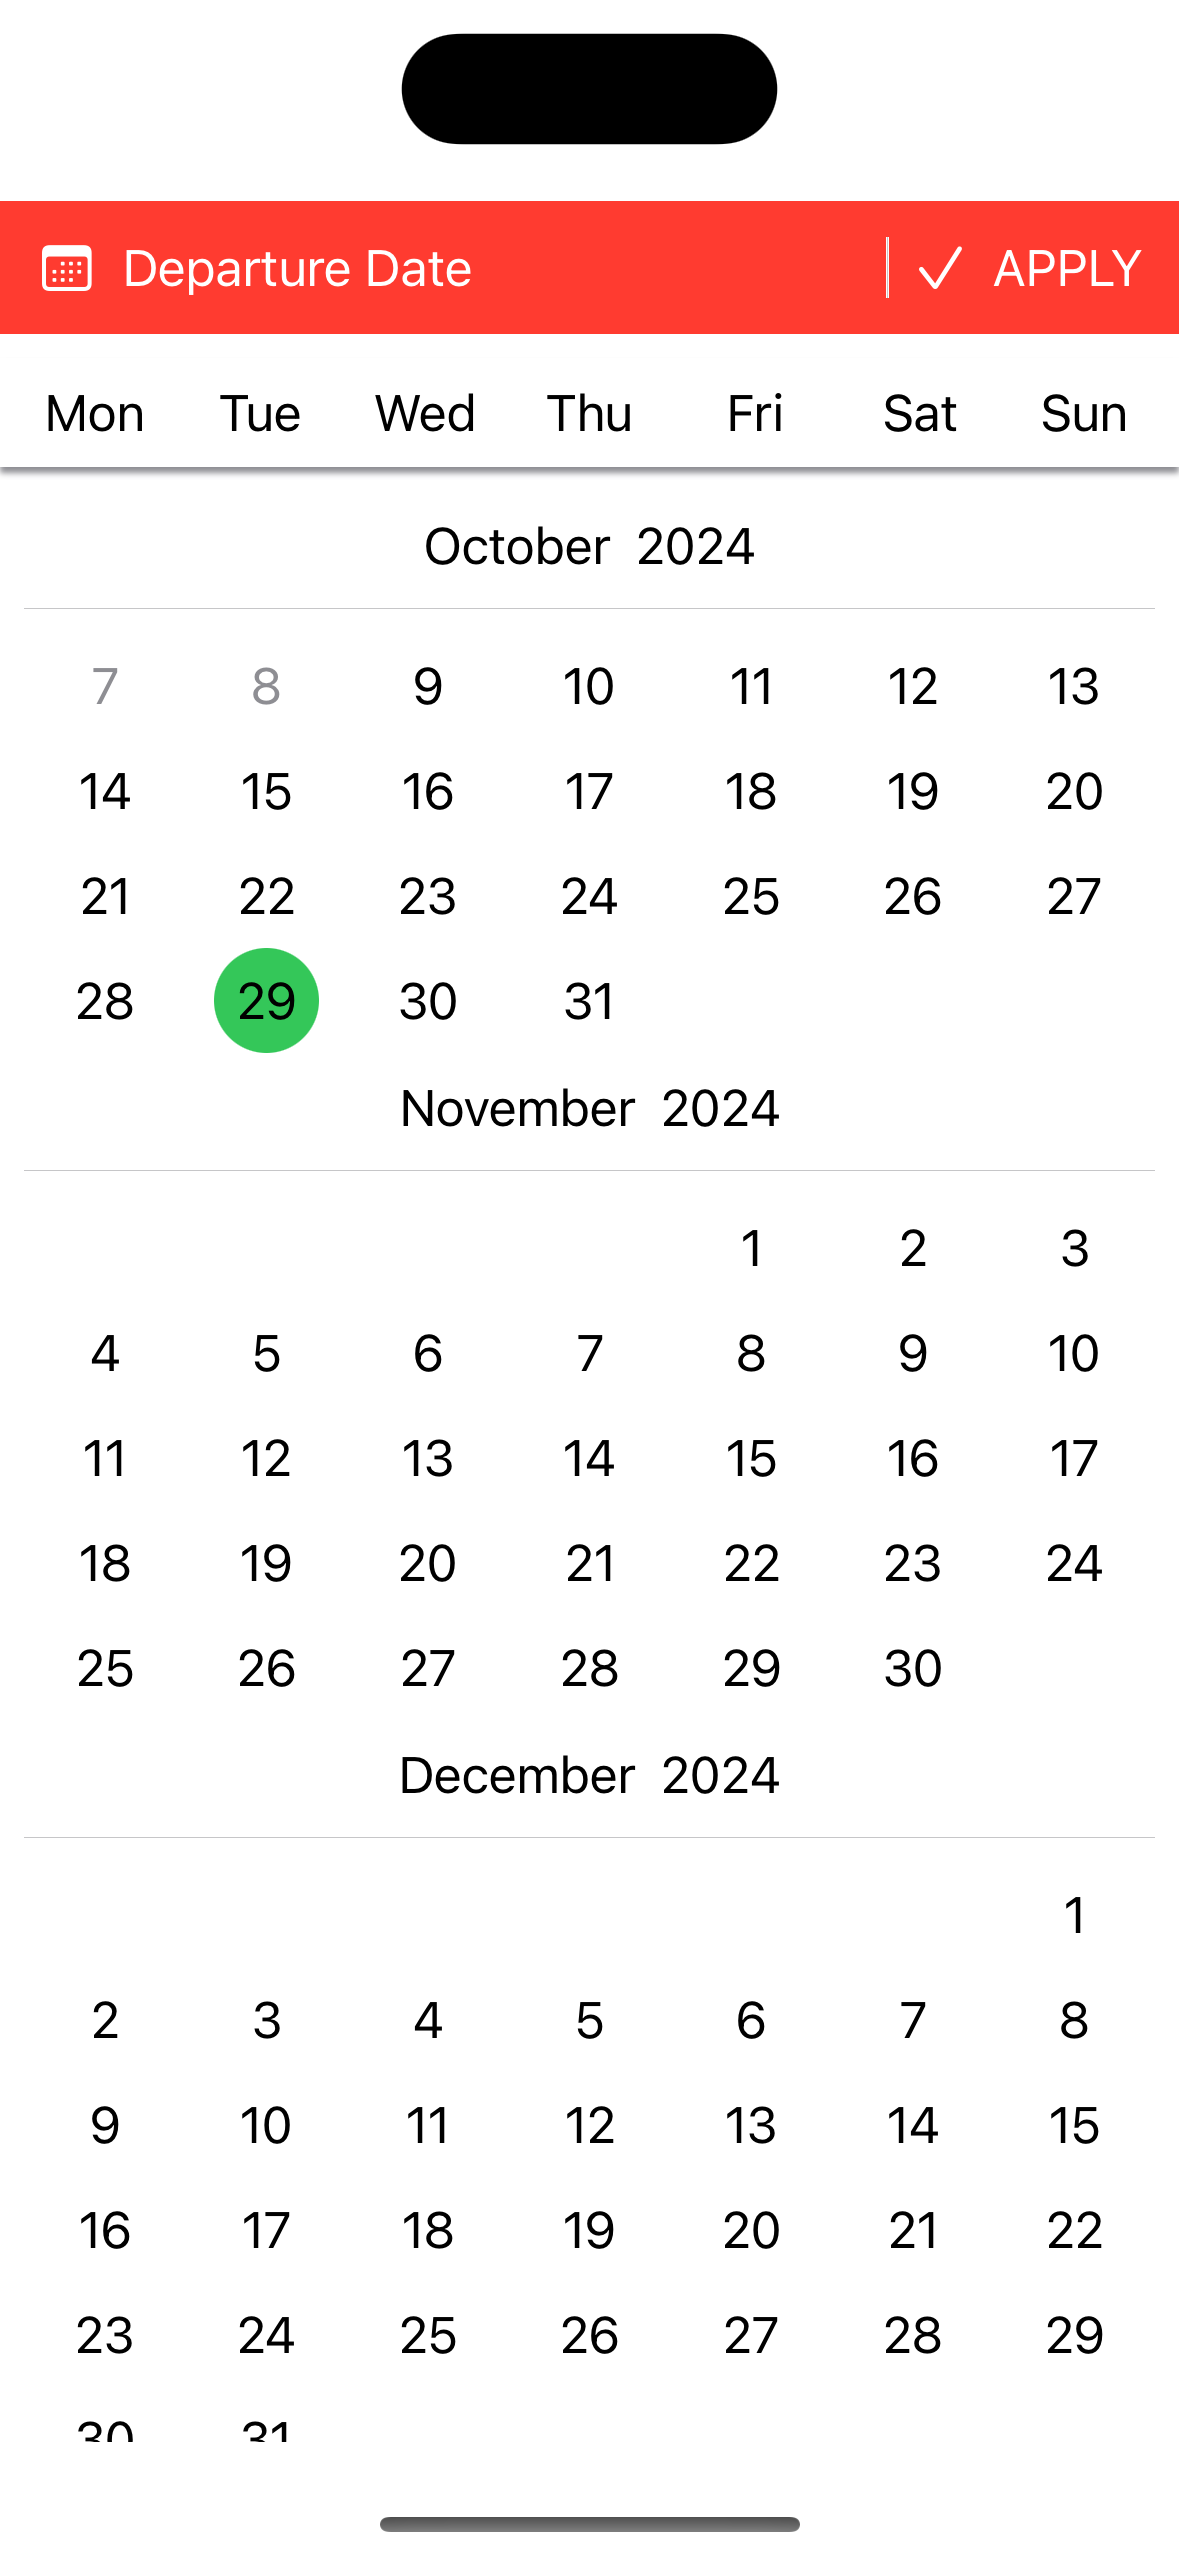 Departure Date APPLY
Mon Tue Wed Thu Fri Sat Sun
October 2024
7 8 9 10 11 12 13
14 15 16 17 18 19 20
21 22 23 24 25 26 27
28 29 30 31
November 2024
1 2 3
4 5 6 7 8 9 10
11 12 13 14 15 16 17
18 19 20 21 22 23 24
25 26 27 28 29 30
December 2024
1
2 3 4 5 6 7 8
9 10 11 12 13 14 15
16 17 18 19 20 21 22
23 24 25 26 27 28 29
30 31